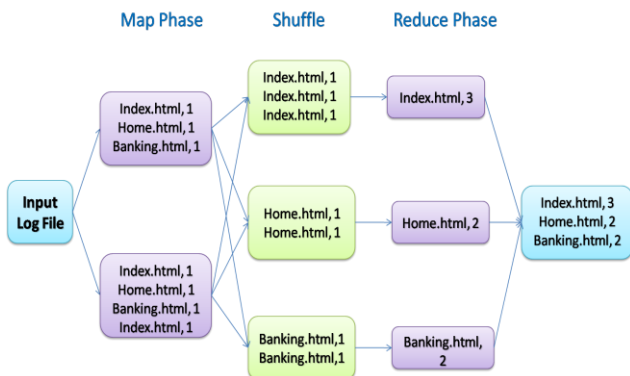 Map Phase
Shuffle
Reduce Phase
Input
Log File
Index.html, 1
Home.html, 1
Banking.html, 1
Index.html, 1
Home.html, 1
Banking.html, 1
Index.html, 1
Index.html, 1
Index.html, 1
Index.html, 1
Home.html, 1
Home.html, 1
Banking.html,1
Banking.html,1
Index.html, 3
Home.html, 2
Banking.html,
2
Index.html, 3
Home.html, 2
Banking.html, 2